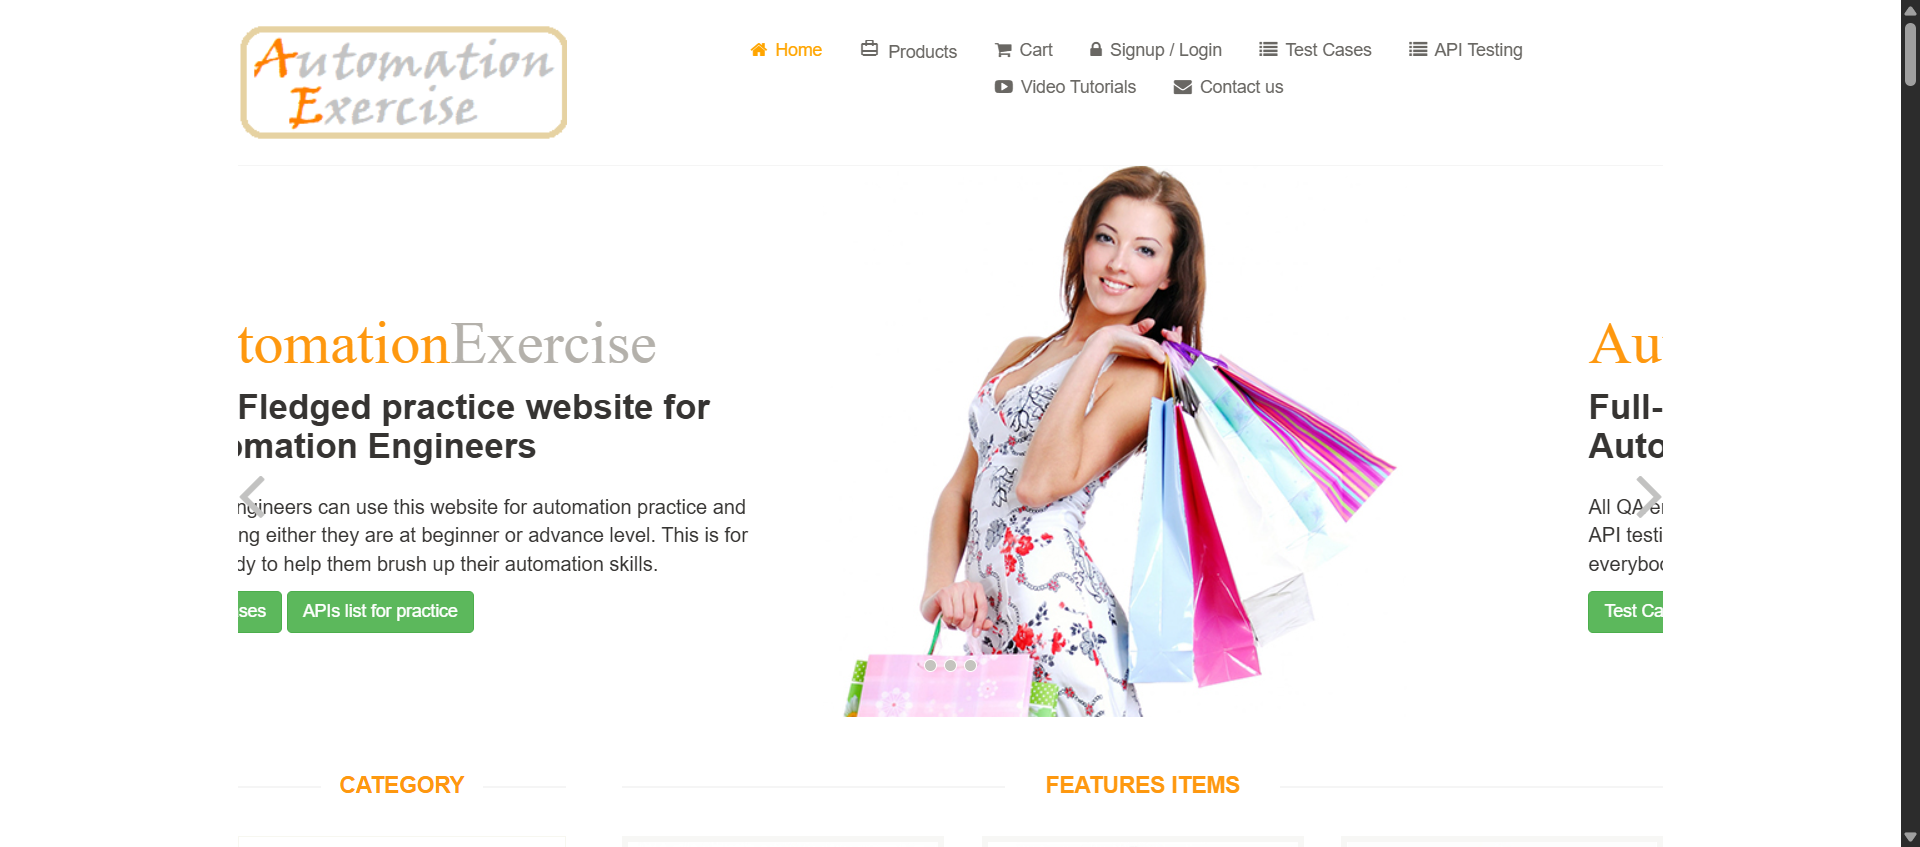 Automation
Exercise
Home
Products
Cart
Signup / Login
Test Cases
API Testing
Video Tutorials
Contact us
tomationExercise
Fledged practice website for
mation Engineers
ngineers can use this website for automation practice and
ng either they are at beginner or advance level. This is for
dy to help them brush up their automation skills.
ses
APIs list for practice
Au
Full-
Auto
All QA e
API testi
everybo
Test Ca
CATEGORY
FEATURES ITEMS